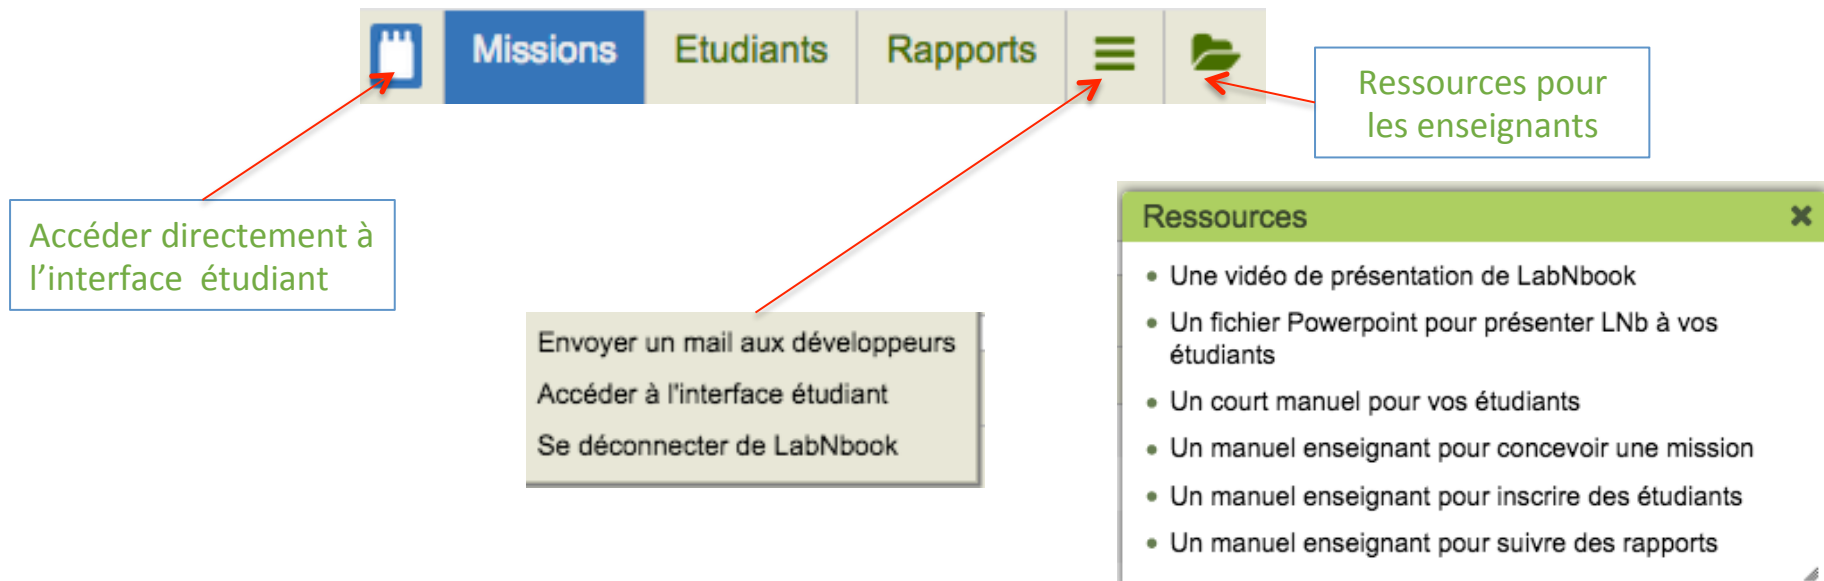 Missions Etudiants Rapports
Ressources pour
les enseignants
Accéder directement à
l’interface étudiant
Envoyer un mail aux développeurs
Accéder à l'interface étudiant
Se déconnecter de LabNbook
Ressources
Une vidéo de présentation de LabNbook
Un fichier Powerpoint pour présenter LNb à vos
étudiants
Un court manuel pour vos étudiants
Un manuel enseignant pour concevoir une mission
Un manuel enseignant pour inscrire des étudiants
Un manuel enseignant pour suivre des rapports